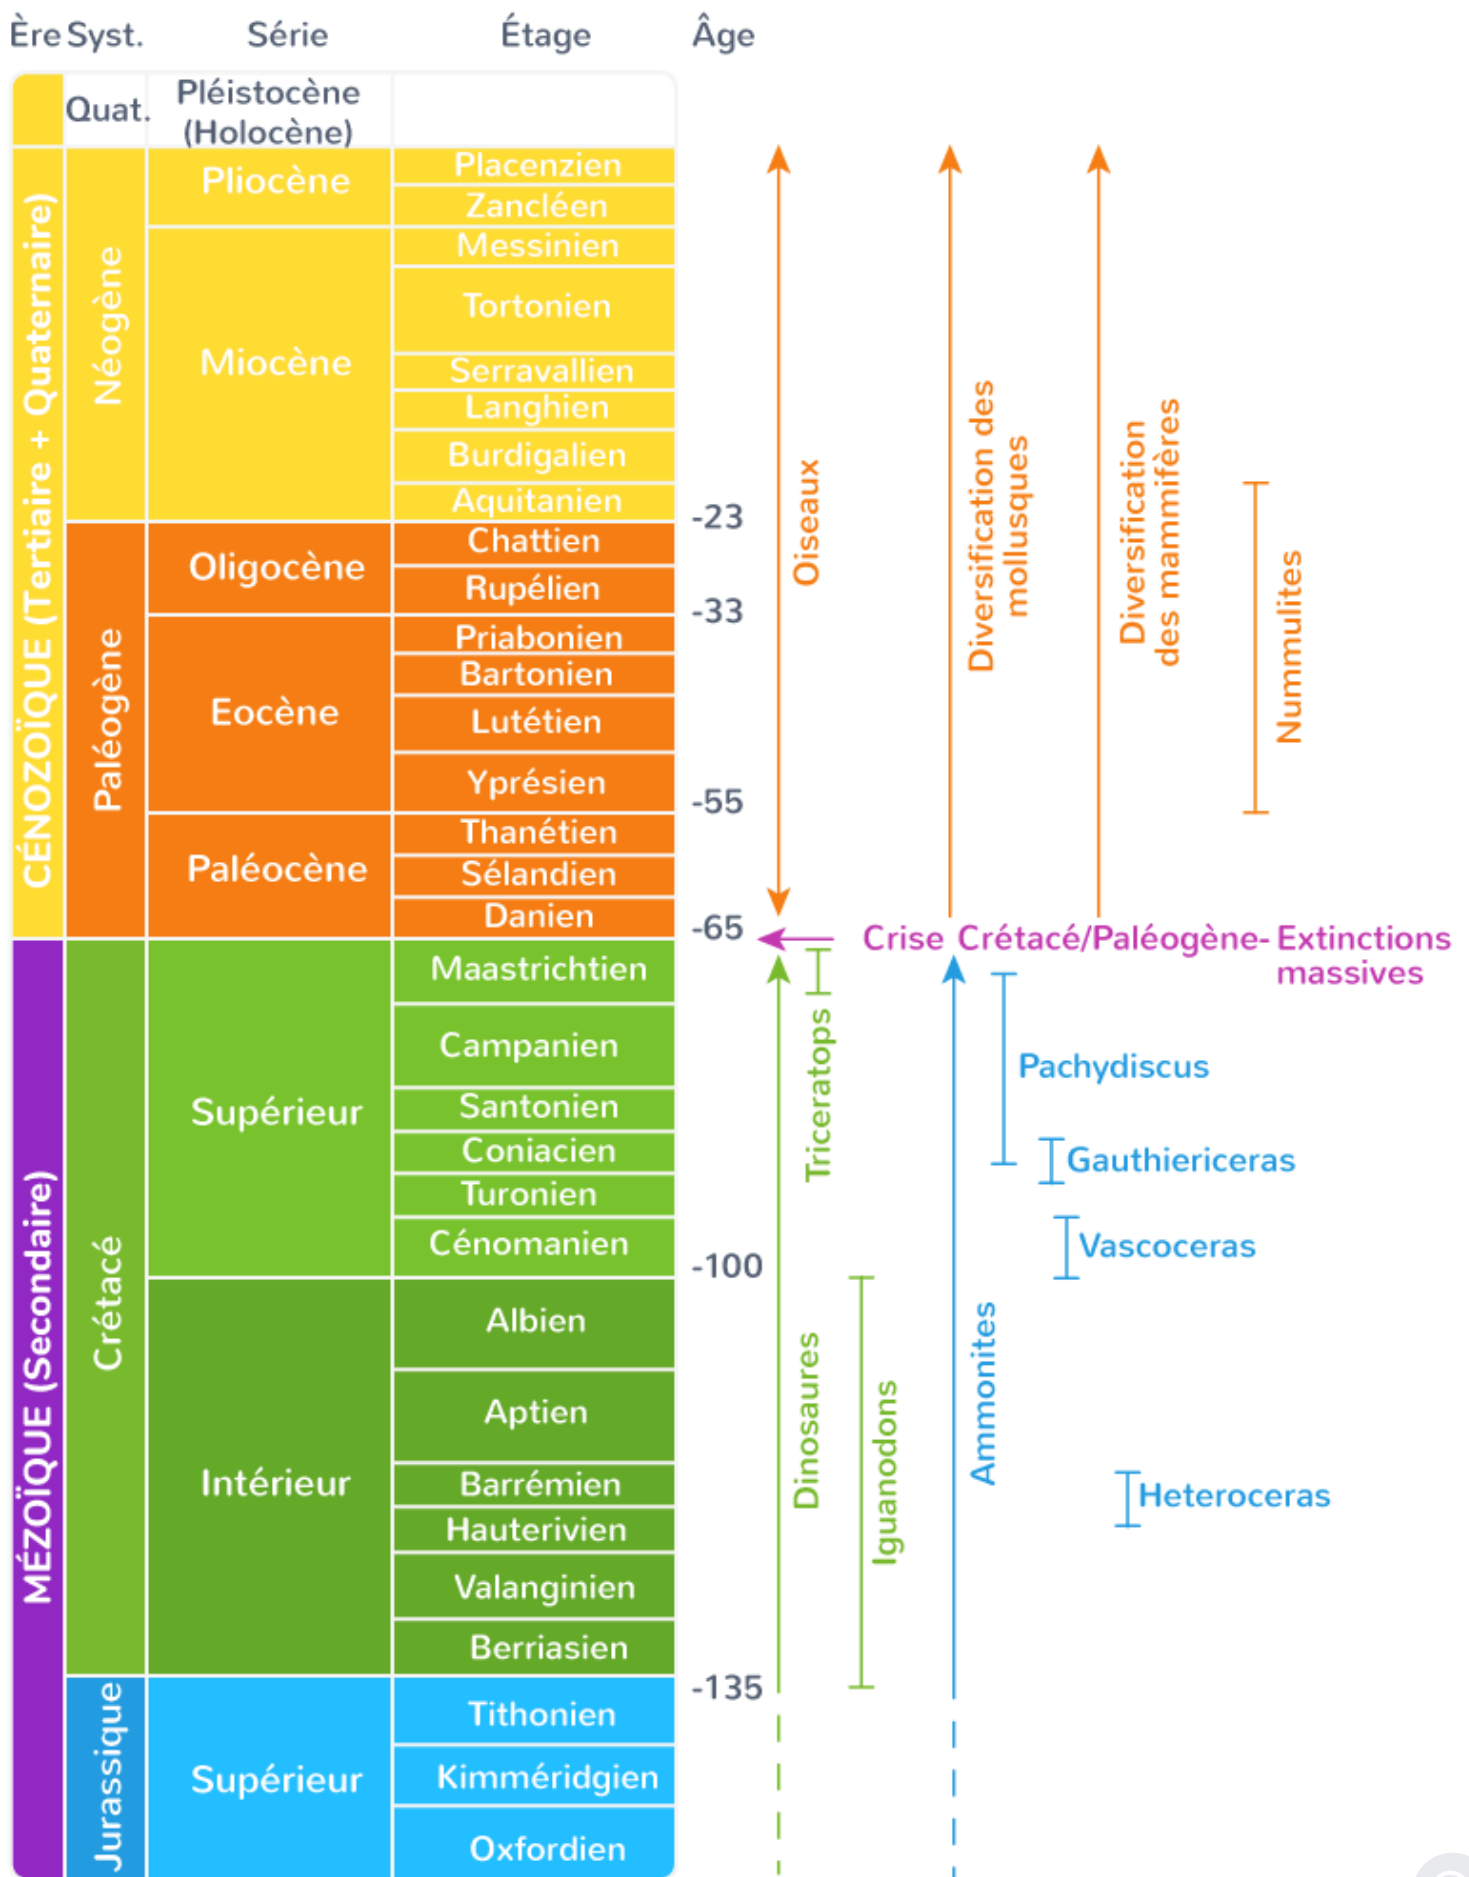 Ère Syst. Série Étage Âge
Quat.
Pléistocène
(Holocène)
CÉNOZOÏQUE (Tertiaire + Quaternaire)
Néogène
Pliocène
Placenzien
Zancléen
Miocène
Messinien
Tortonien
Serravallien
Langhien
Burdigalien
Aquitanien
-23
Paléogène
Oligocène
Chattien
Rupélien
-33
Eocène
Priabonien
Bartonien
Lutétien
Yprésien
-55
Paléocène
Thanétien
Sélandien
Danien
-65
Oiseaux
Diversification des
mollusques
Diversification
des mammifères
Nummulites
Crise Crétacé/Paléogène- Extinctions
massives
MÉZOÏQUE (Secondaire)
Crétacé
Supérieur
Maastrichtien
Campanien
Santonien
Coniacien
Turonien
Cénomanien
-100
Intérieur
Albien
Aptien
Barrémien
Hauterivien
Valanginien
Berriasien
-135
Jurassique
Supérieur
Tithonien
Kimméridgien
Oxfordien
Triceratops
Dinosaures
Iguanodons
Ammonites
Pachydiscus
Gauthiericeras
Vascoceras
Heteroceras